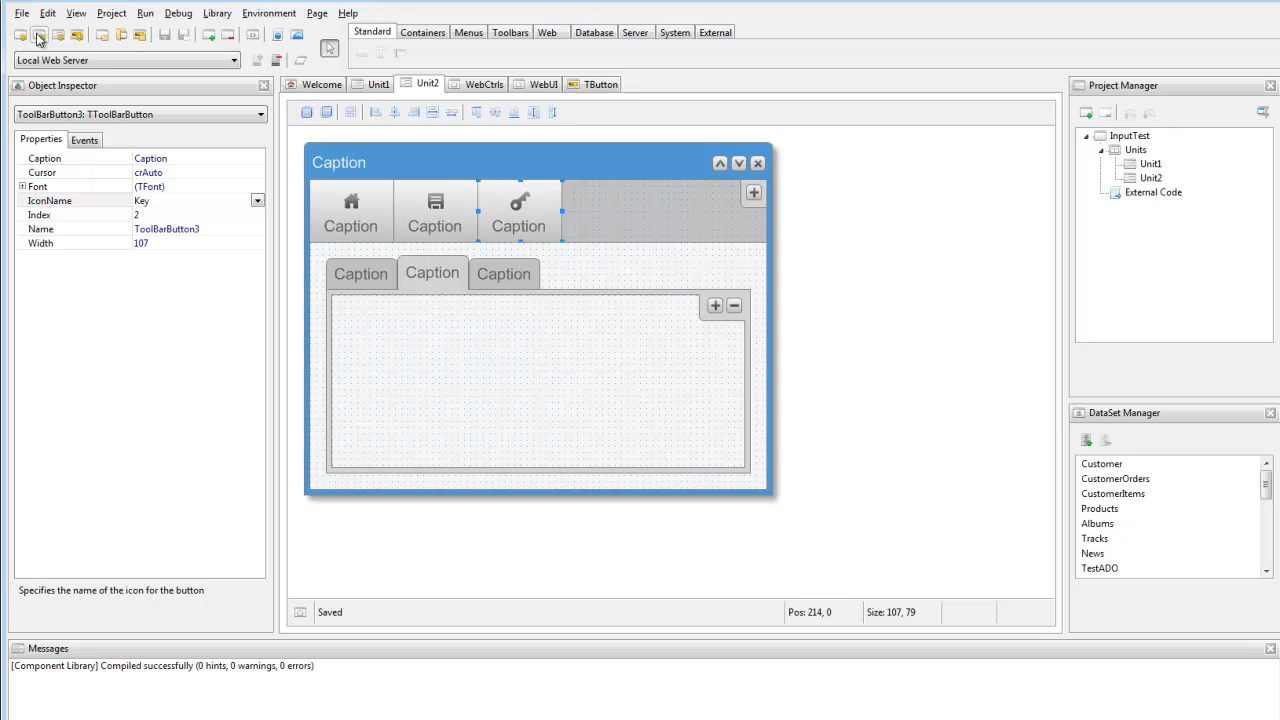 File Edit View Project Run Debug Library Environment Page Help
Standard Containers Menus Toolbars Web Database Server System External
Local Web Server
Object Inspector
ToolBarButton3: TToolBarButton
Properties Events
Caption Caption
Cursor crAuto
Font (TFont)
IconName Key
Index 2
Name ToolBarButton3
Width 107
Specifies the name of the icon for the button
Welcome Unit1 Unit2 WebCtrls WebUI TButton
Caption
Caption Caption Caption
Caption Caption Caption
Saved Pos: 214, 0 Size: 107, 79
Project Manager
InputTest
Units
Unit1
Unit2
External Code
DataSet Manager
Customer
CustomerOrders
CustomerItems
Products
Albums
Tracks
News
TestADO
Messages
[Component Library] Compiled successfully (0 hints, 0 warnings, 0 errors)